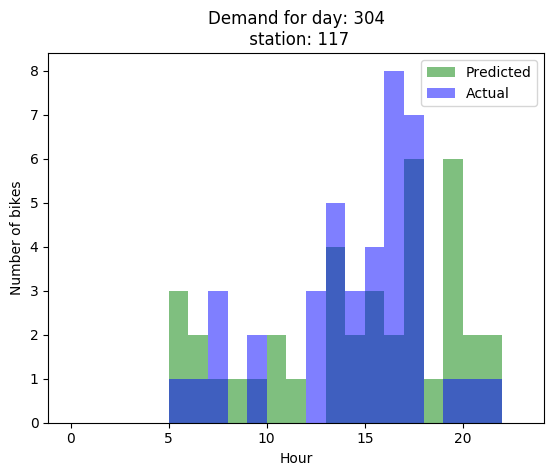 Demand for day: 304
station: 117
Predicted
Actual
Number of bikes
8
7
6
5
4
3
2
1
0
0 5 10 15 20
Hour